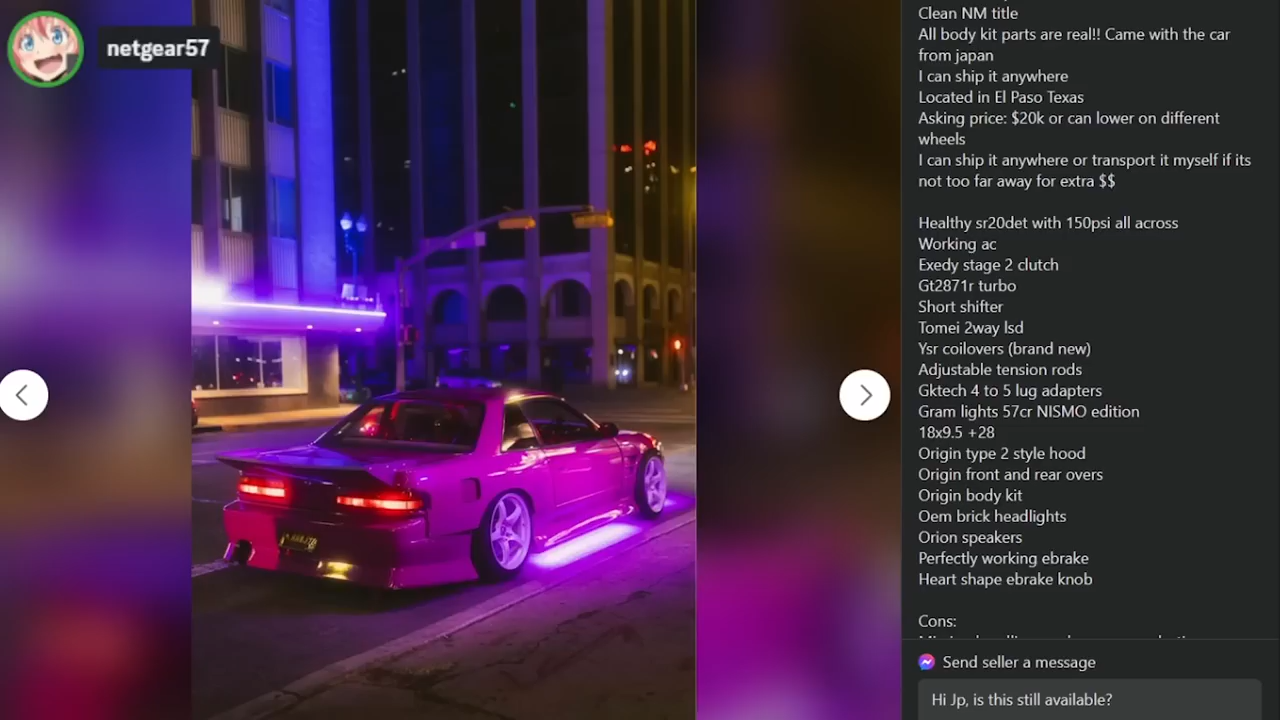 netgear57
Clean NM title
All body kit parts are real!! Came with the car
from japan
I can ship it anywhere
Located in El Paso Texas
Asking price: $20k or can lower on different
wheels
I can ship it anywhere or transport it myself if its
not too far away for extra $$
Healthy sr20det with 150psi all across
Working ac
Exedy stage 2 clutch
Gt2871r turbo
Short shifter
Tomei 2way lsd
Ysr coilovers (brand new)
Adjustable tension rods
Gktech 4 to 5 lug adapters
Gram lights 57cr NISMO edition
18x9.5 +28
Origin type 2 style hood
Origin front and rear overs
Origin body kit
Oem brick headlights
Orion speakers
Perfectly working ebrake
Heart shape ebrake knob
Cons:
Send seller a message
Hi Jp, is this still available?